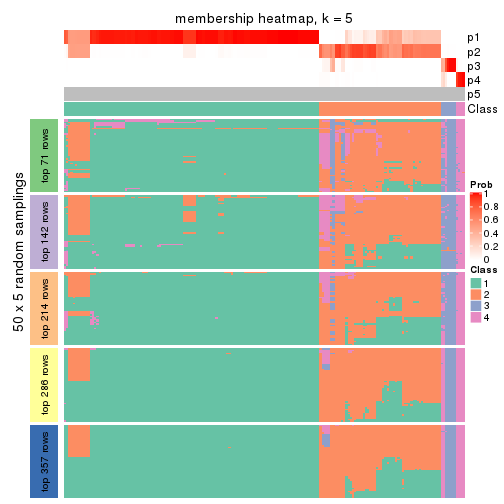 membership heatmap, k = 5
p1
p2
p3
p4
p5
Class
50 x 5 random samplings
top 71 rows
top 142 rows
top 214 rows
top 286 rows
top 357 rows
Prob
1
0.8
0.6
0.4
0.2
0
Class
1
2
3
4